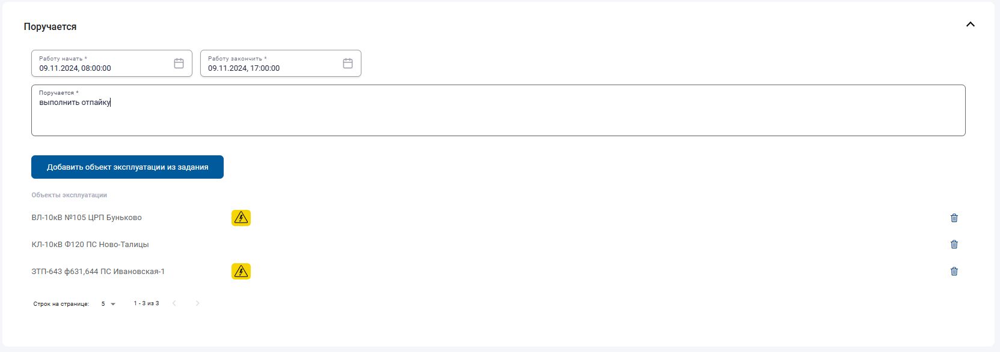 Поручается
Работу начать *
09.11.2024, 08:00:00
Работу закончить *
09.11.2024, 17:00:00
Поручается *
выполнить отпайку
Добавить объект эксплуатации из задания
Объекты эксплуатации
ВЛ-10кВ №105 ЦРП Буньково
КЛ-10кВ Ф120 ПС Ново-Талицы
ЗТП-643 ф631,644 ПС Ивановская-1
Строк на странице: 5 1 - 3 из 3